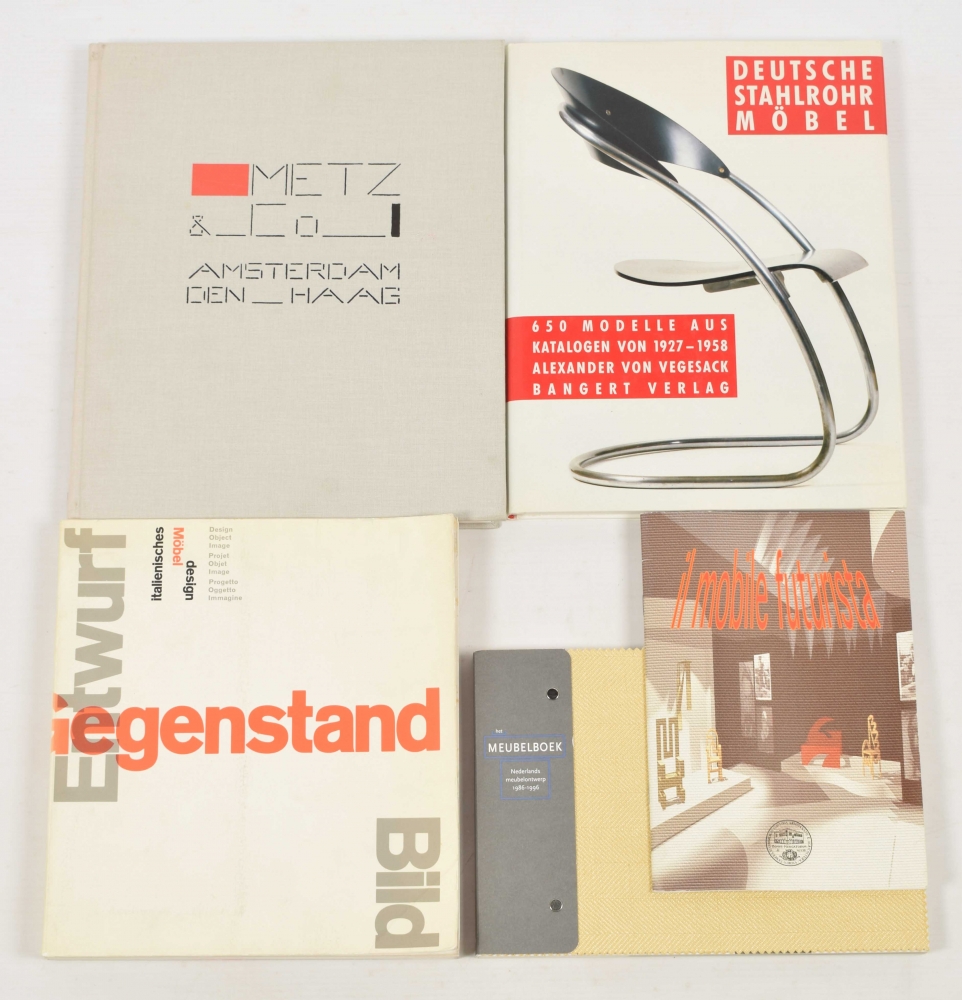 METZ
& Co
AMSTERDAM
DEN HAAG
DEUTSCHE
STAHLROHR
MÖBEL
650 MODELLE AUS
KATALOGEN VON 1927–1958
ALEXANDER VON VEGESACK
BANGERT VERLAG
Entwurf
italienisches
Möbel
design
Design
Object
Image
Projet
Objet
Image
Progetto
Oggetto
Immagine
Gegenstand
Bild
het
MEUBELBOEK
Nederlands
meubelontwerp
1986-1996
il mobile futurista